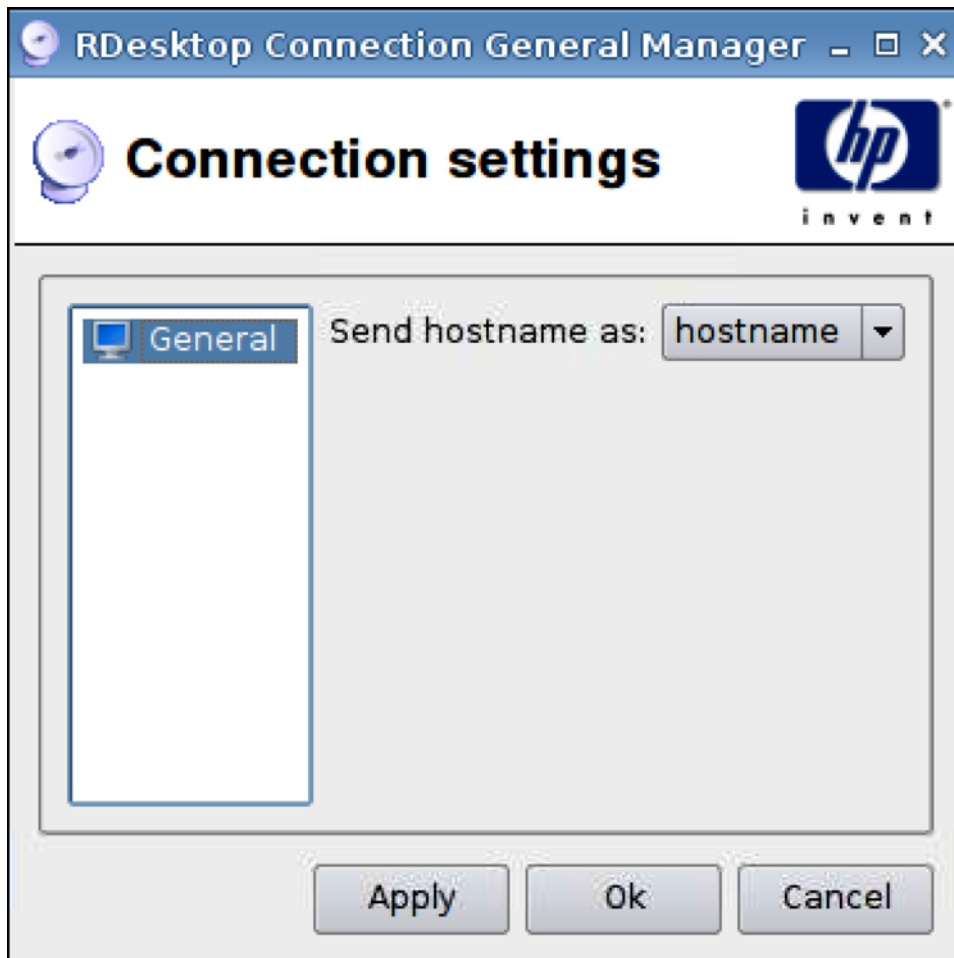 RDesktop Connection General Manager
Connection settings
hp
invent
General
Send hostname as: hostname
Apply Ok Cancel